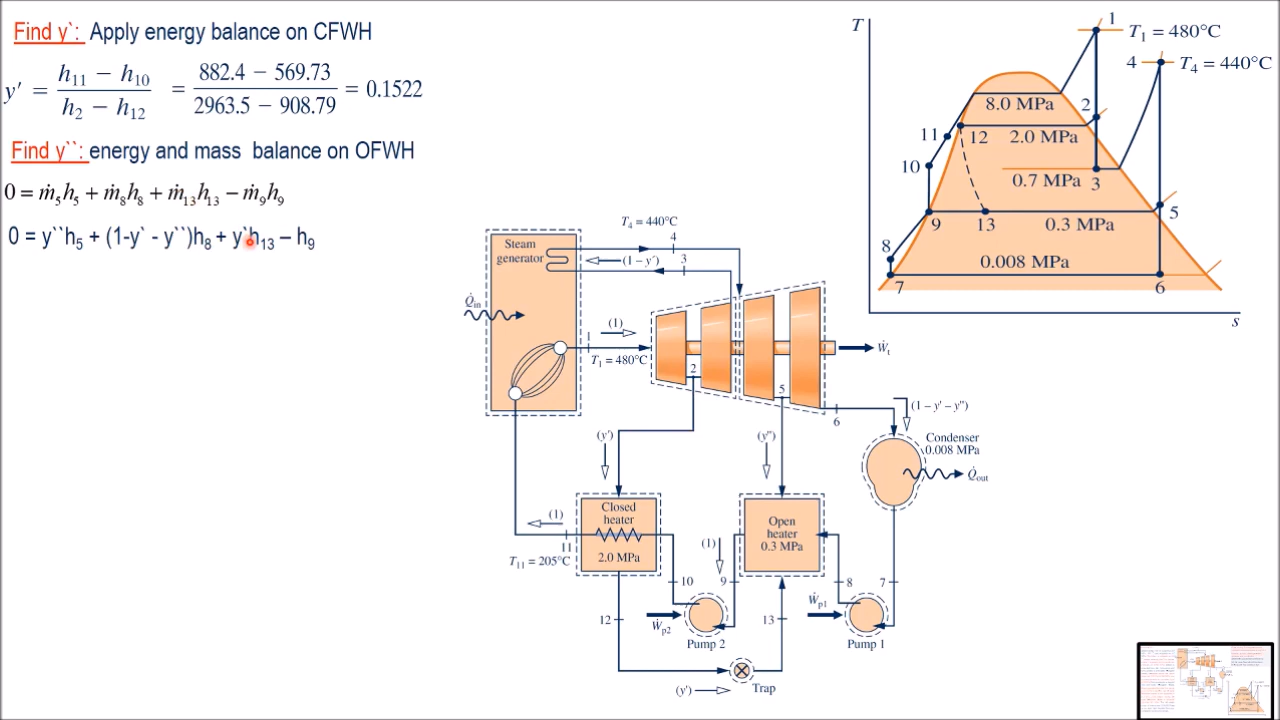 Find y`: Apply energy balance on CFWH
y′ = (h11 − h10) / (h2 − h12) = (882.4 − 569.73) / (2963.5 − 908.79) = 0.1522
Find y``: energy and mass balance on OFWH
0 = ṁ5h5 + ṁ8h8 + ṁ13h13 − ṁ9h9
0 = y``h5 + (1-y` - y``)h8 + y`h13 – h9
T
1
T1 = 480°C
4
T4 = 440°C
8.0 MPa
2
11
12
2.0 MPa
10
0.7 MPa
3
9
13
0.3 MPa
5
8
0.008 MPa
7
6
s
T4 = 440°C
4
Steam
generator
(1 – y′)
3
Q̇in
(1)
1
T1 = 480°C
Ẇt
2
5
6
(1 – y′ – y″)
Condenser
0.008 MPa
Q̇out
(y′)
(y″)
Closed
heater
2.0 MPa
(1)
11
T11 = 205°C
Open
heater
0.3 MPa
(1)
10
9
8
7
12
Ẇp2
Pump 2
13
Ẇp1
Pump 1
Trap
(y′)